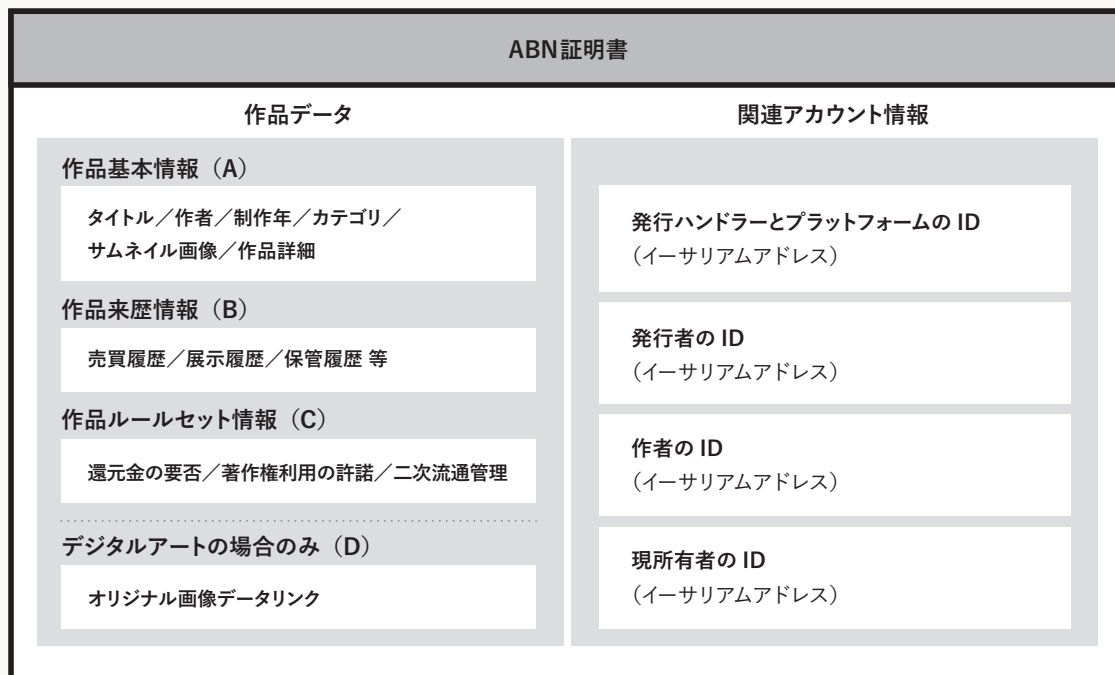 ABN証明書
作品データ
作品基本情報（A）
タイトル／作者／制作年／カテゴリ／
サムネイル画像／作品詳細
作品来歴情報（B）
売買履歴／展示履歴／保管履歴 等
作品ルールセット情報（C）
還元金の要否／著作権利用の許諾／二次流通管理
デジタルアートの場合のみ（D）
オリジナル画像データリンク
関連アカウント情報
発行ハンドラーとプラットフォームの ID
（イーサリアムアドレス）
発行者の ID
（イーサリアムアドレス）
作者の ID
（イーサリアムアドレス）
現所有者の ID
（イーサリアムアドレス）